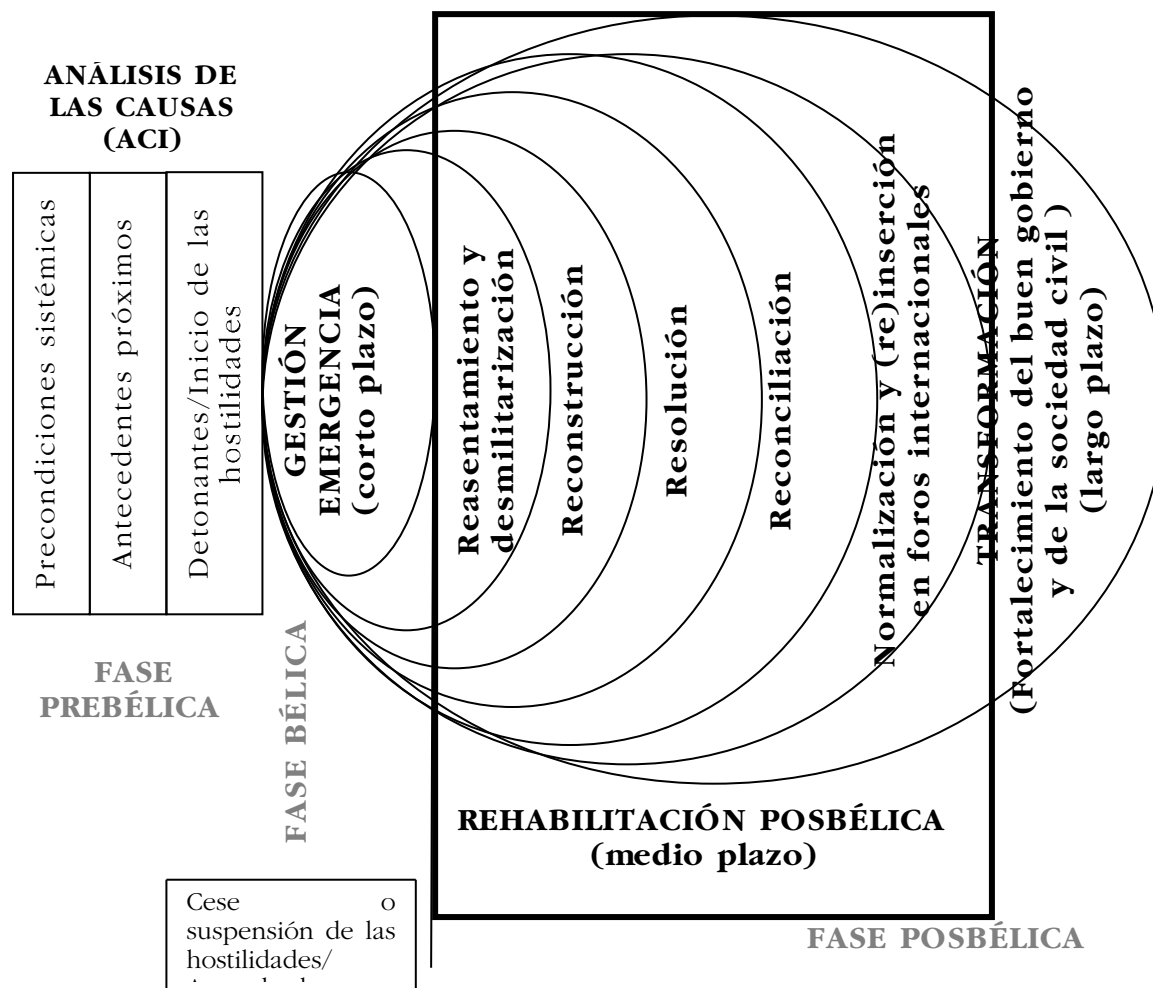 ANÁLISIS DE
LAS CAUSAS
(ACI)
Precondiciones sistémicas
Antecedentes próximos
Detonantes/Inicio de las
hostilidades
GESTIÓN
EMERGENCIA
(corto plazo)
Reasentamiento y
desmilitarización
Reconstrucción
Resolución
Reconciliación
Normalización y (re)inserción
en foros internacionales
TRANSFORMACIÓN
(Fortalecimiento del buen gobierno
y de la sociedad civil )
(largo plazo)
FASE
PREBÉLICA
FASE BÉLICA
REHABILITACIÓN POSBÉLICA
(medio plazo)
Cese o
suspensión de las
hostilidades/
FASE POSBÉLICA